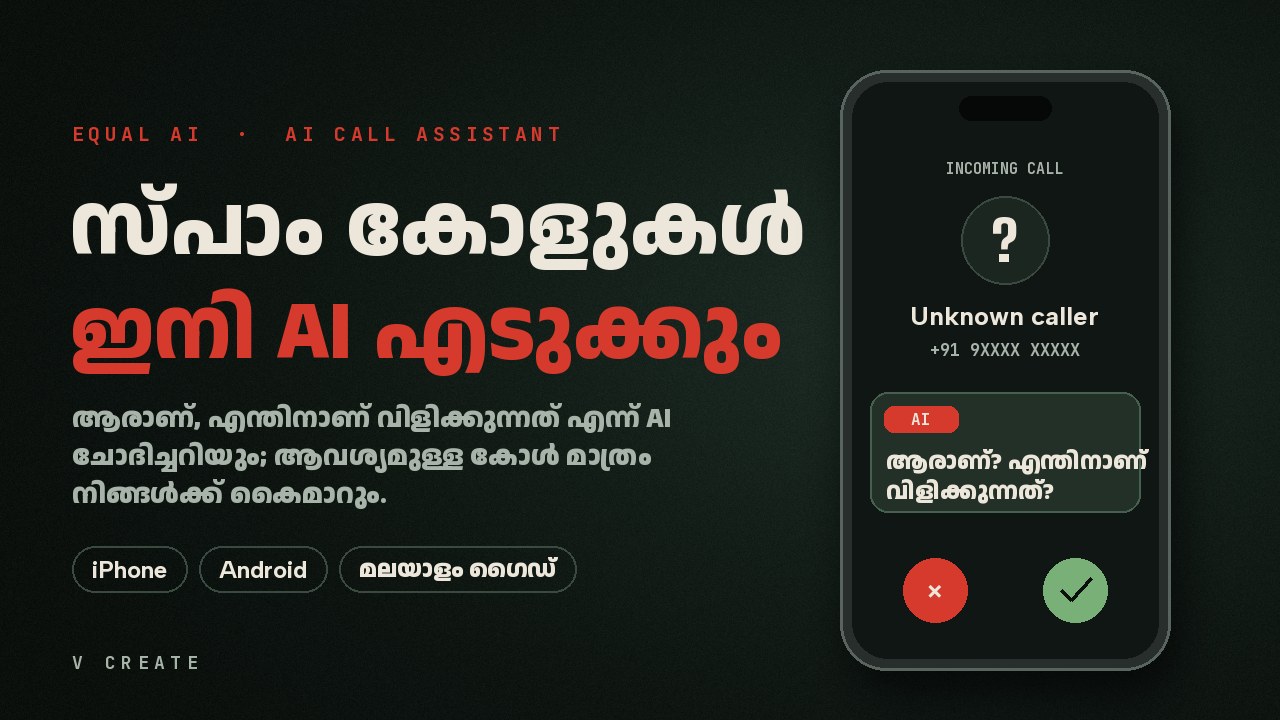 EQUAL AI · AI CALL ASSISTANT
സ്പാം കോളുകൾ
ഇനി AI എടുക്കും
ആരാണ്, എന്തിനാണ് വിളിക്കുന്നത് എന്ന് AI
ചോദിച്ചറിയും; ആവശ്യമുള്ള കോൾ മാത്രം
നിങ്ങൾക്ക് കൈമാറും.
iPhone
Android
മലയാളം ഗൈഡ്
V CREATE
INCOMING CALL
?
Unknown caller
+91 9XXXX XXXXX
AI
ആരാണ്? എന്തിനാണ്
വിളിക്കുന്നത്?